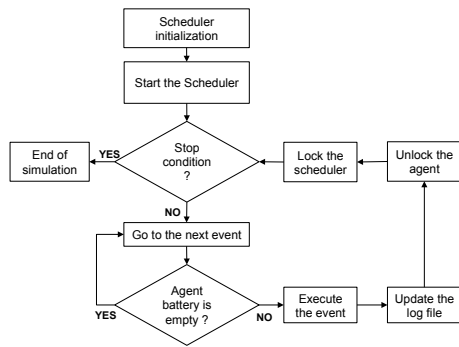 Scheduler
initialization
Start the Scheduler
Stop
condition
?
YES
End of
simulation
Lock the
scheduler
Unlock the
agent
NO
Go to the next event
Agent
battery is
empty ?
YES
NO
Execute
the event
Update the
log file